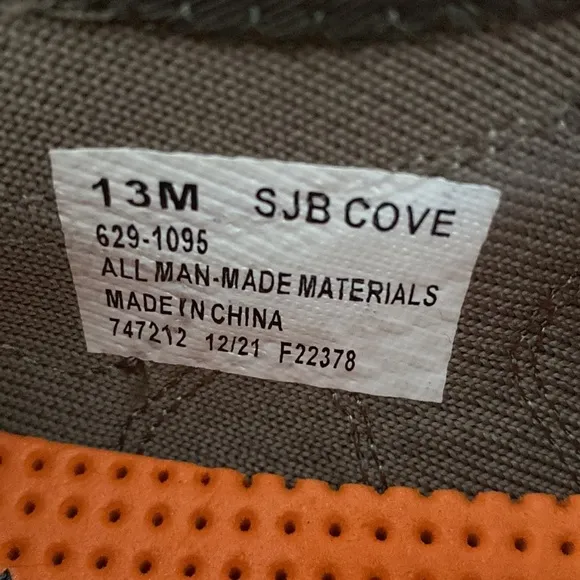 13M SJB COVE
629-1095
ALL MAN-MADE MATERIALS
MADE IN CHINA
747212 12/21 F22378